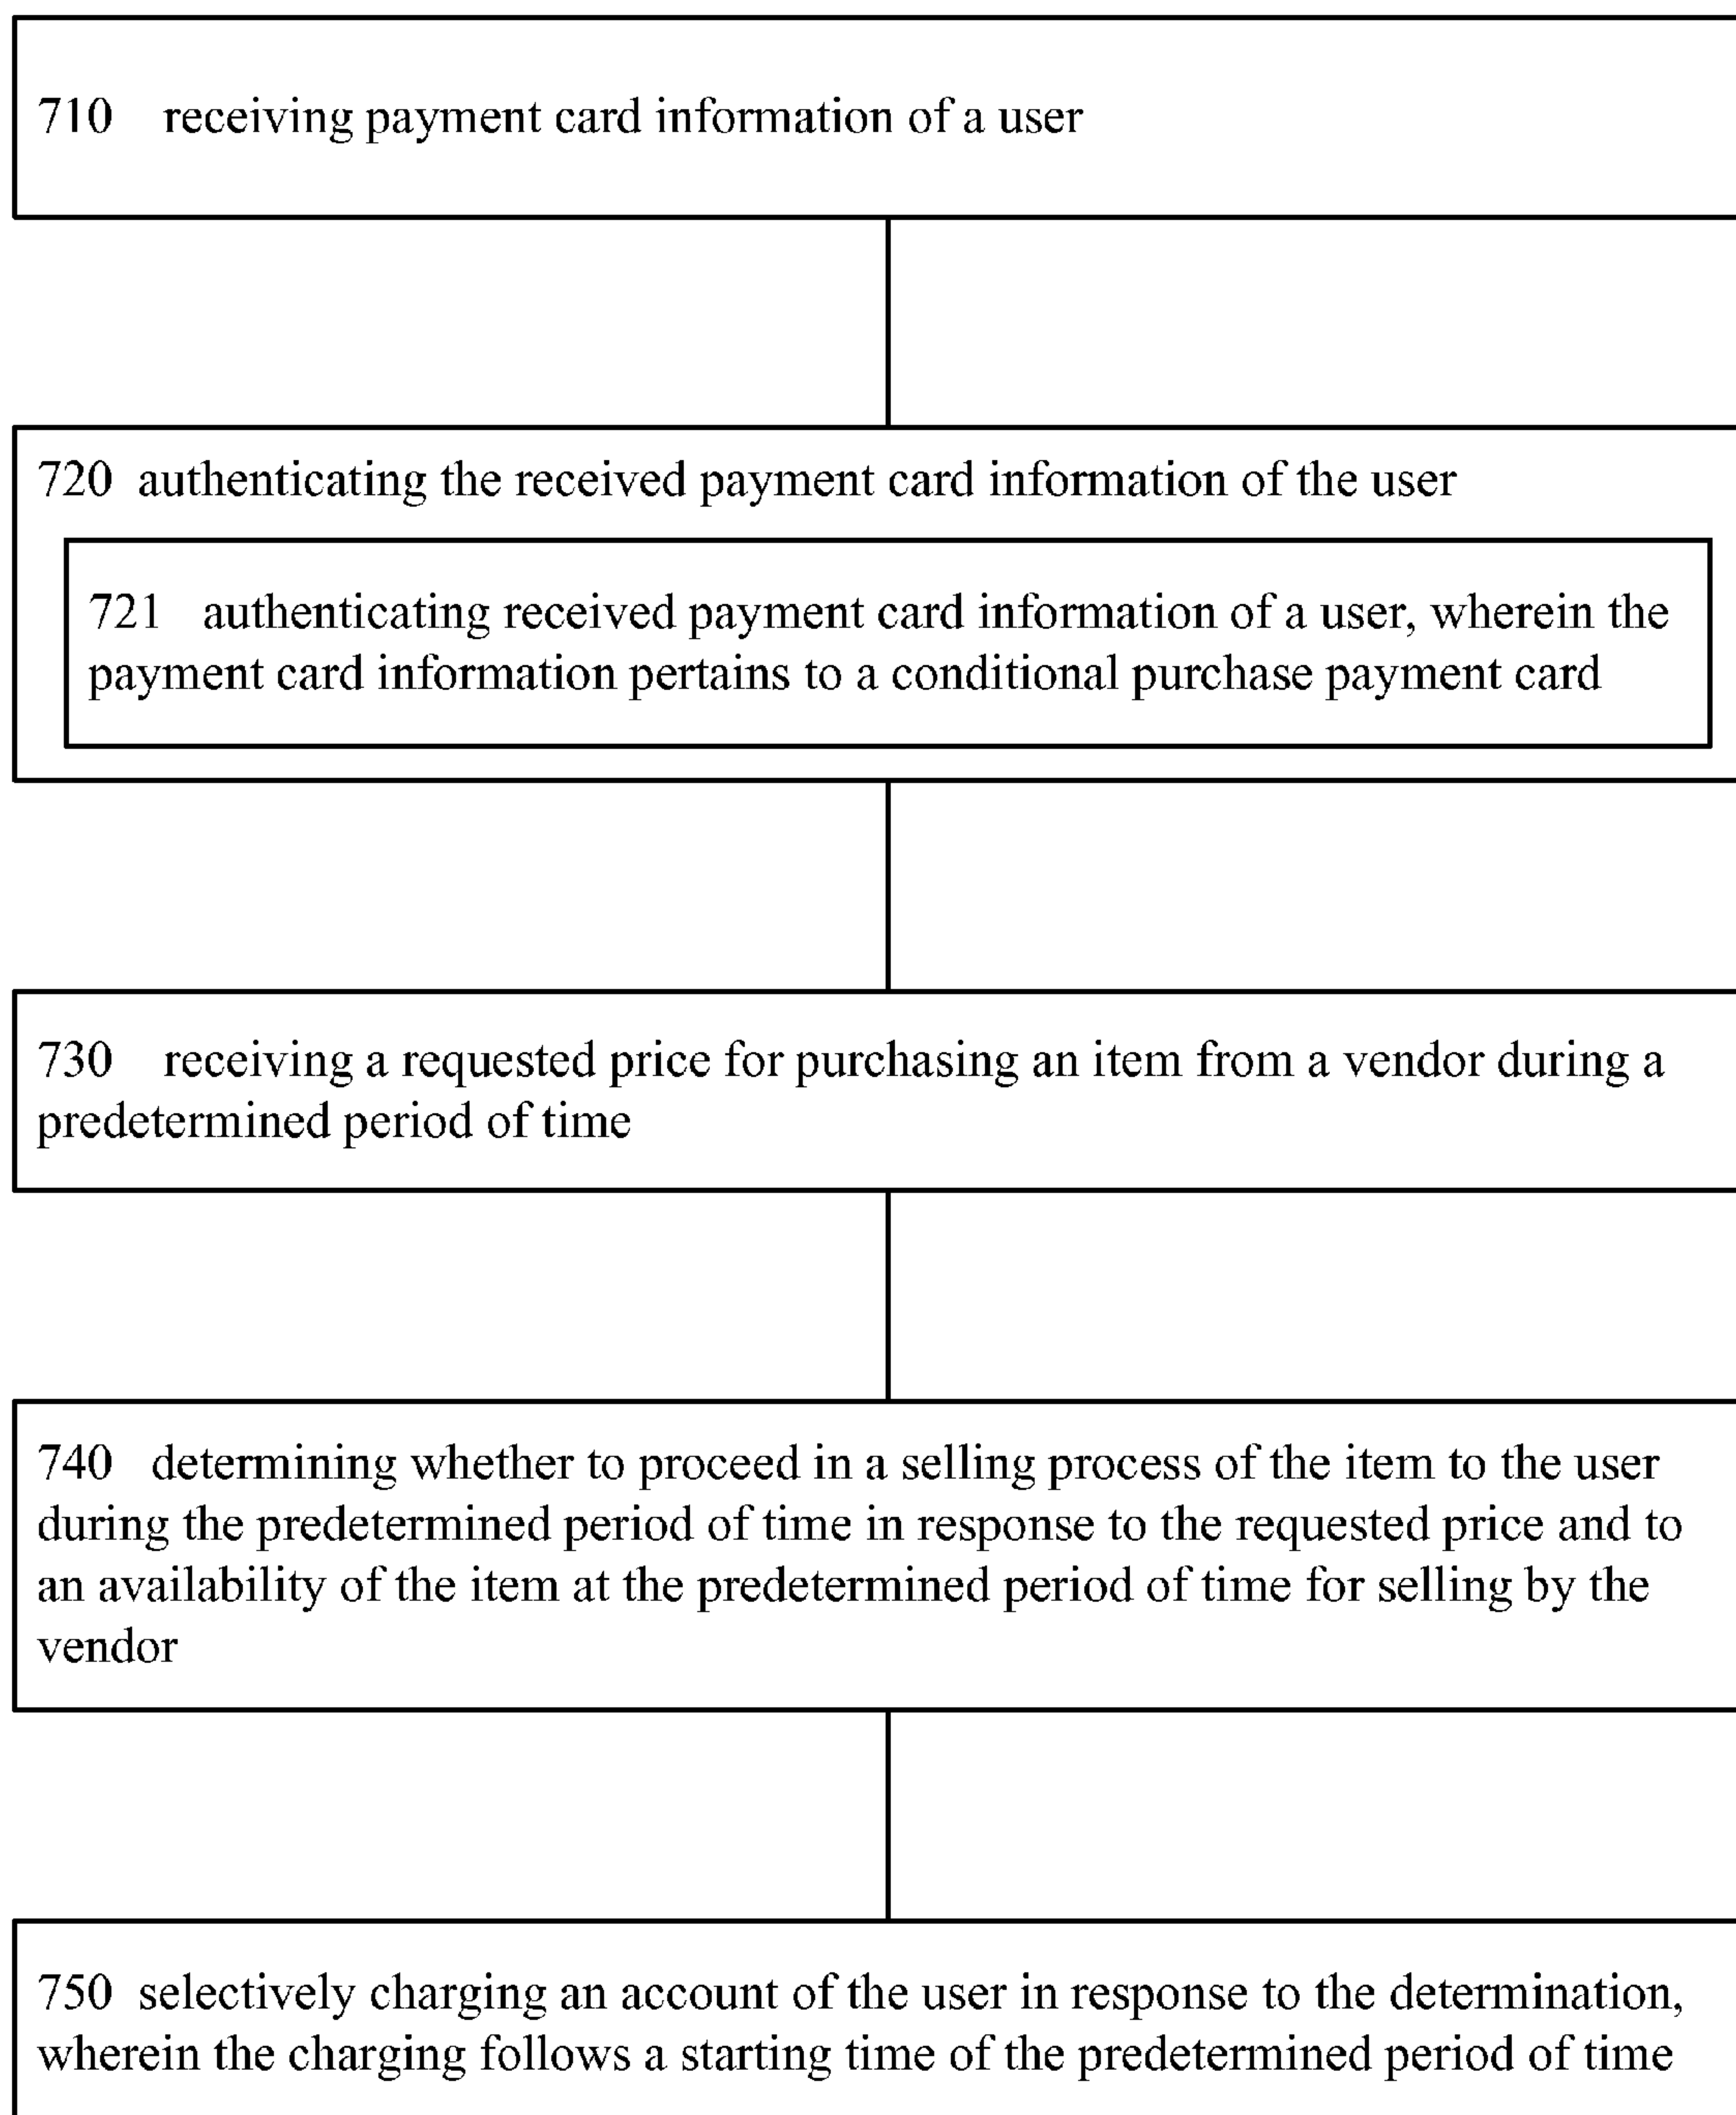 710 receiving payment card information of a user
720 authenticating the received payment card information of the user
721 authenticating received payment card information of a user, wherein the
payment card information pertains to a conditional purchase payment card
730 receiving a requested price for purchasing an item from a vendor during a
predetermined period of time
740 determining whether to proceed in a selling process of the item to the user
during the predetermined period of time in response to the requested price and to
an availability of the item at the predetermined period of time for selling by the
vendor
750 selectively charging an account of the user in response to the determination,
wherein the charging follows a starting time of the predetermined period of time